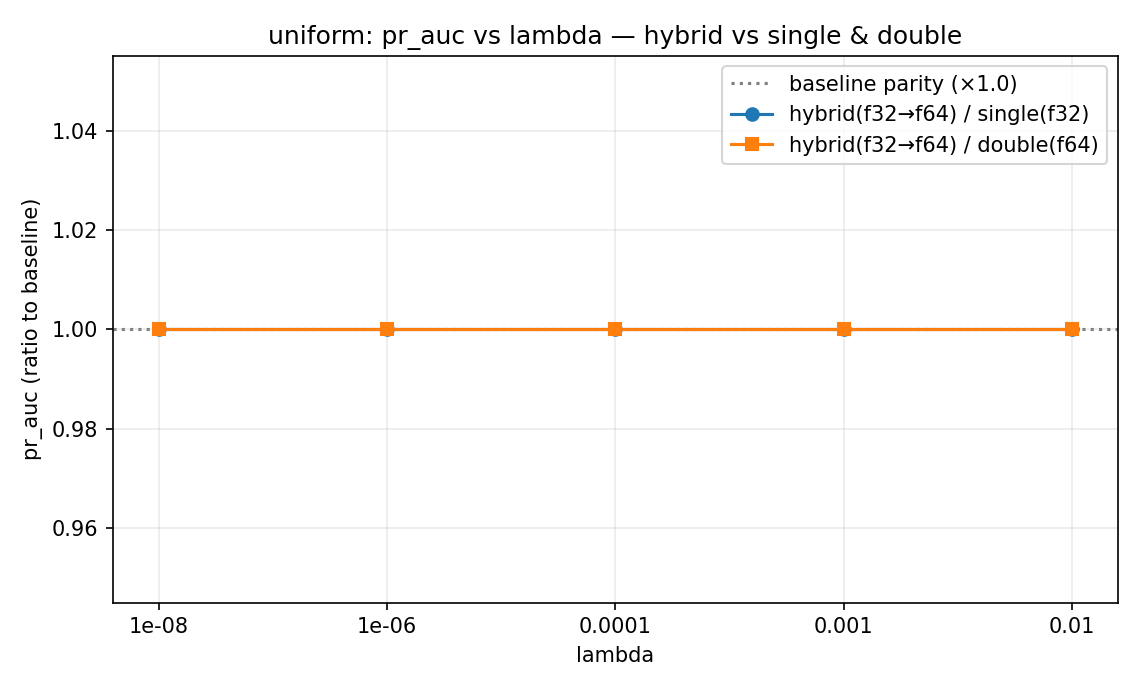 uniform: pr_auc vs lambda — hybrid vs single & double
baseline parity (×1.0)
hybrid(f32→f64) / single(f32)
hybrid(f32→f64) / double(f64)
pr_auc (ratio to baseline)
1.04
1.02
1.00
0.98
0.96
1e-08
1e-06
0.0001
0.001
0.01
lambda